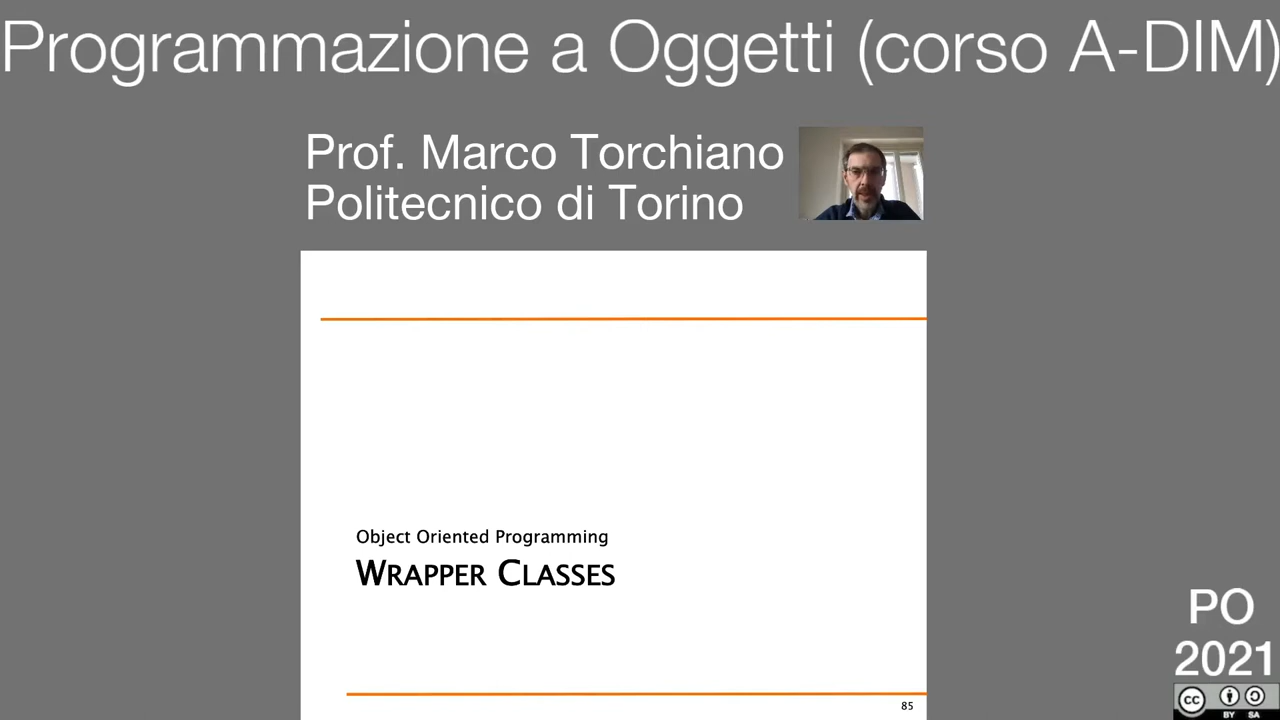 Programmazione a Oggetti (corso A-DIM)
Prof. Marco Torchiano
Politecnico di Torino
Object Oriented Programming
WRAPPER CLASSES
85
PO
2021
CC
BY SA